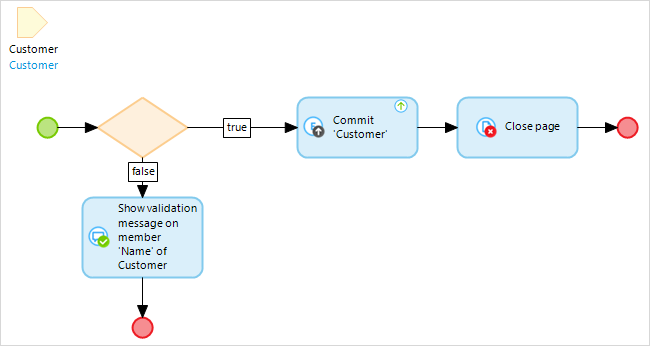 Customer
Customer
true
Commit
'Customer'
Close page
false
Show validation
message on
member
'Name' of
Customer